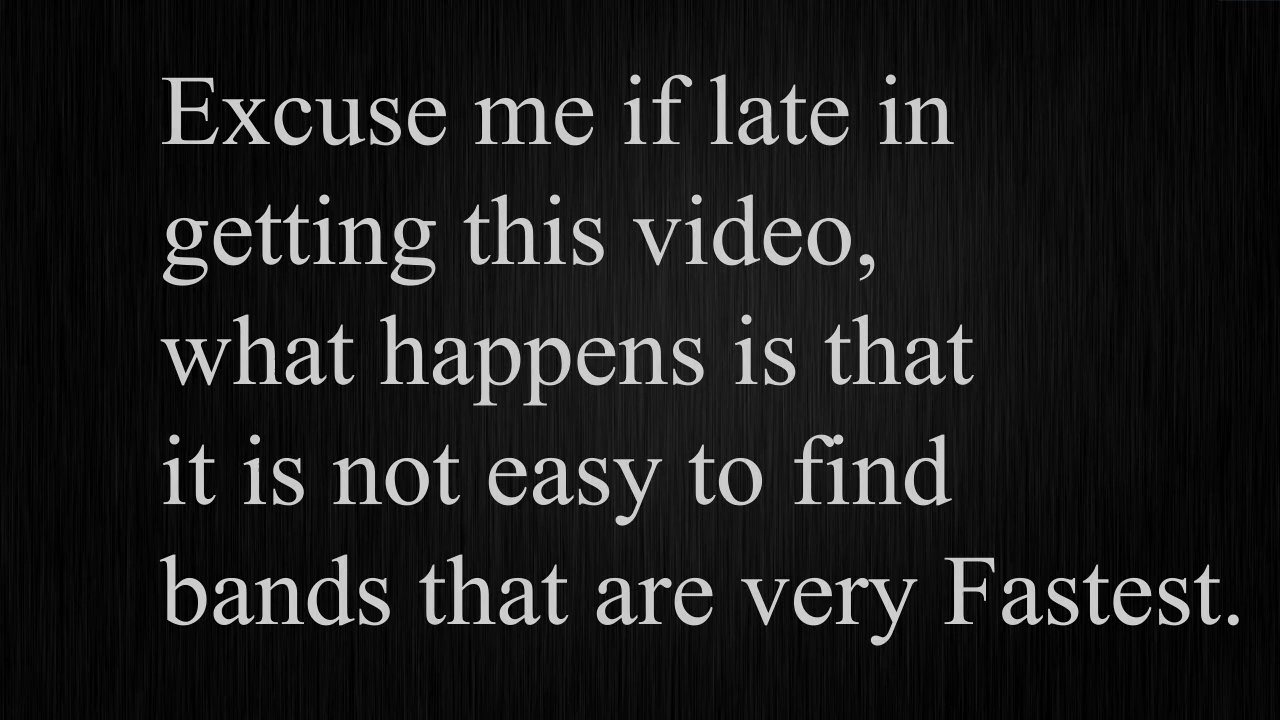 Excuse me if late in
getting this video,
what happens is that
it is not easy to find
bands that are very Fastest.